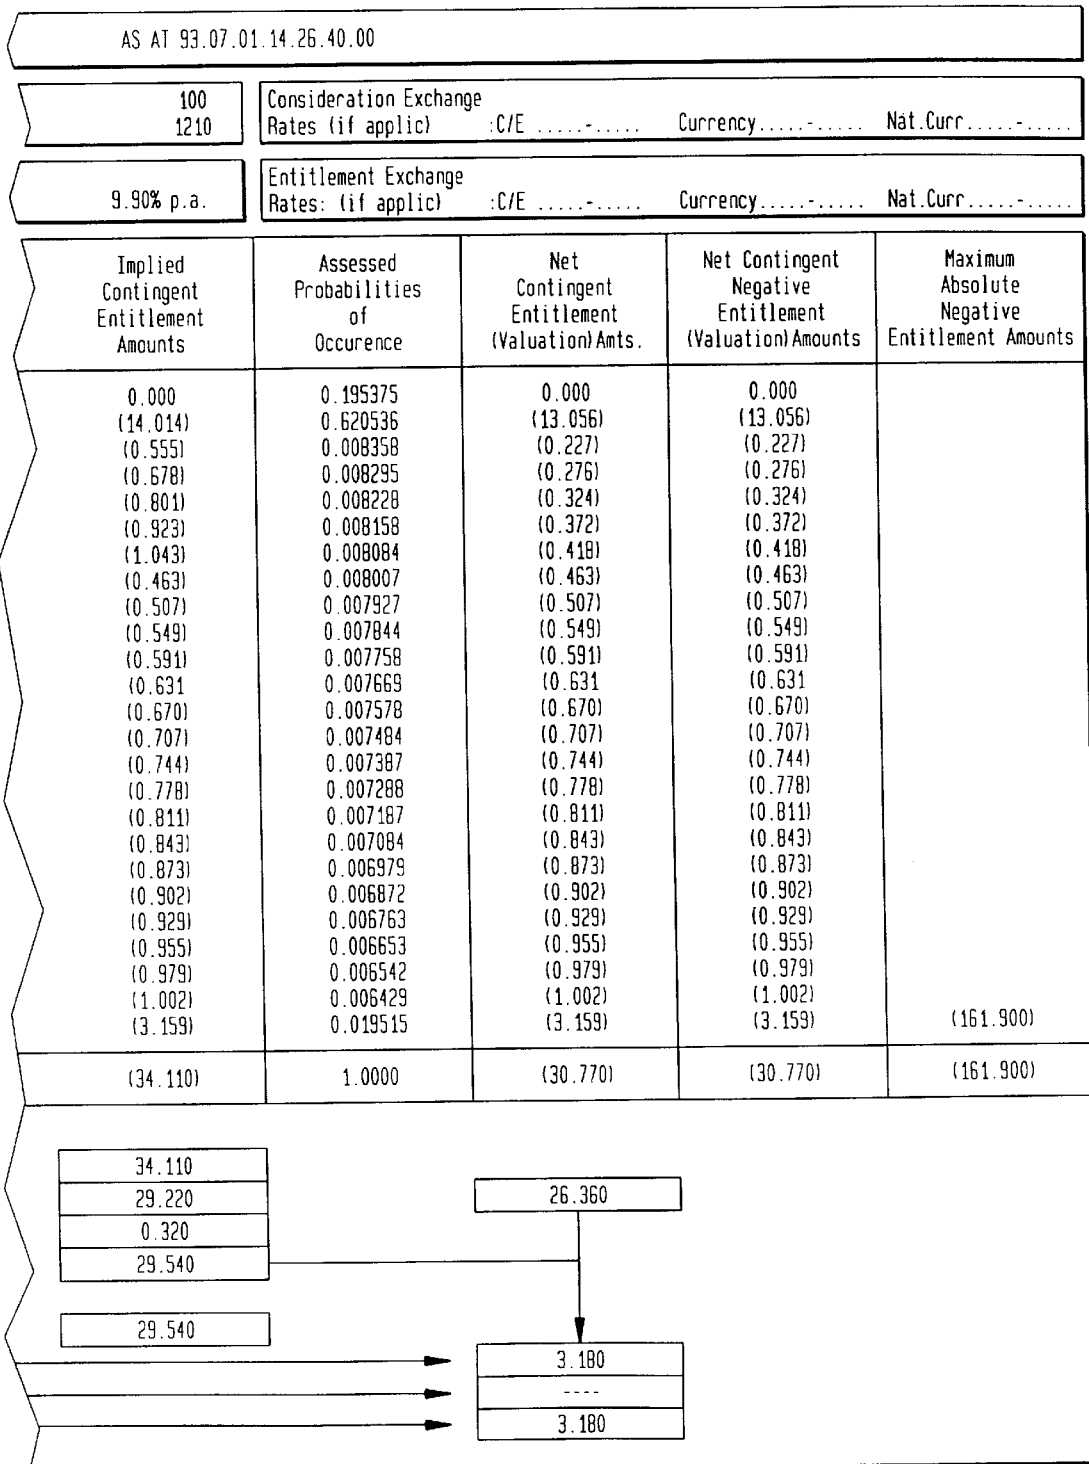 AS AT 93.07.01.14.26.40.00
100
1210
Consideration Exchange
Rates (if applic) :C/E .....-..... Currency.....-..... Nat.Curr.....-.....
9.90% p.a.
Entitlement Exchange
Rates: (if applic) :C/E .....-..... Currency.....-..... Nat.Curr.....-.....
Implied Contingent Entitlement Amounts
Assessed Probabilities of Occurence
Net Contingent Entitlement (Valuation)Amts.
Net Contingent Negative Entitlement (Valuation)Amounts
Maximum Absolute Negative Entitlement Amounts
0.000 0.195375 0.000 0.000
(14.014) 0.620536 (13.056) (13.056)
(0.555) 0.008358 (0.227) (0.227)
(0.678) 0.008295 (0.276) (0.276)
(0.801) 0.008228 (0.324) (0.324)
(0.923) 0.008158 (0.372) (0.372)
(1.043) 0.008084 (0.418) (0.418)
(0.463) 0.008007 (0.463) (0.463)
(0.507) 0.007927 (0.507) (0.507)
(0.549) 0.007844 (0.549) (0.549)
(0.591) 0.007758 (0.591) (0.591)
(0.631 0.007669 (0.631 (0.631
(0.670) 0.007578 (0.670) (0.670)
(0.707) 0.007484 (0.707) (0.707)
(0.744) 0.007387 (0.744) (0.744)
(0.778) 0.007288 (0.778) (0.778)
(0.811) 0.007187 (0.811) (0.811)
(0.843) 0.007084 (0.843) (0.843)
(0.873) 0.006979 (0.873) (0.873)
(0.902) 0.006872 (0.902) (0.902)
(0.929) 0.006763 (0.929) (0.929)
(0.955) 0.006653 (0.955) (0.955)
(0.979) 0.006542 (0.979) (0.979)
(1.002) 0.006429 (1.002) (1.002)
(3.159) 0.019515 (3.159) (3.159) (161.900)
(34.110) 1.0000 (30.770) (30.770) (161.900)
34.110
29.220
26.360
0.320
29.540
29.540
3.180
----
3.180